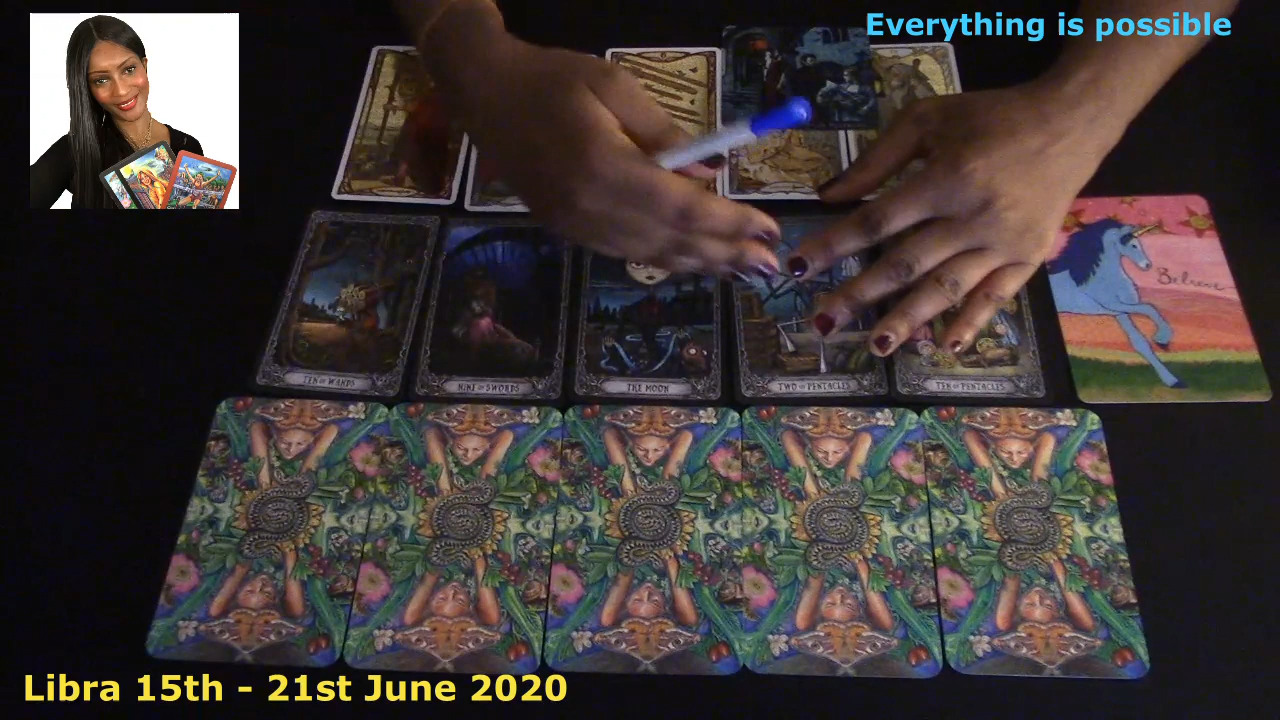 Everything is possible
Believe
TEN OF WANDS
NINE OF SWORDS
THE MOON
TWO OF PENTACLES
TEN OF PENTACLES
Libra 15th - 21st June 2020